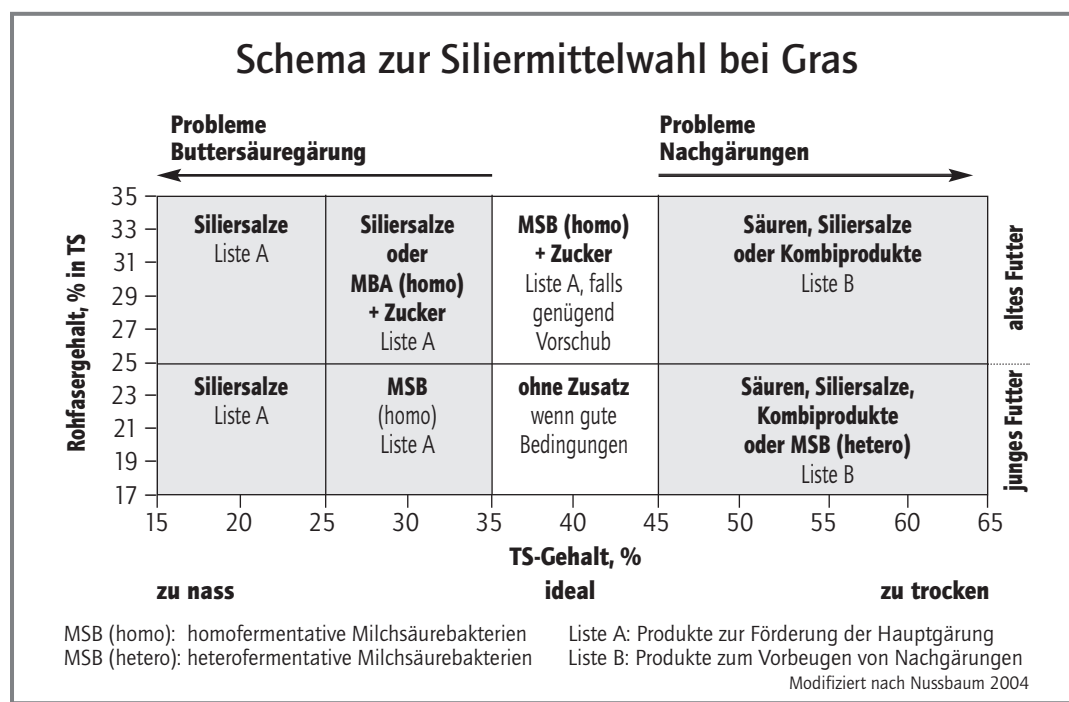 Schema zur Siliermittelwahl bei Gras
Probleme
Buttersäuregärung
Probleme
Nachgärungen
Rohfasergehalt, % in TS
35
33
31
29
27
25
23
21
19
17
Siliersalze
Liste A
Siliersalze
oder
MBA (homo)
+ Zucker
Liste A
MSB (homo)
+ Zucker
Liste A, falls
genügend
Vorschub
Säuren, Siliersalze
oder Kombiprodukte
Liste B
altes Futter
Siliersalze
Liste A
MSB
(homo)
Liste A
ohne Zusatz
wenn gute
Bedingungen
Säuren, Siliersalze,
Kombiprodukte
oder MSB (hetero)
Liste B
junges Futter
15 20 25 30 35 40 45 50 55 60 65
TS-Gehalt, %
zu nass ideal zu trocken
MSB (homo): homofermentative Milchsäurebakterien
MSB (hetero): heterofermentative Milchsäurebakterien
Liste A: Produkte zur Förderung der Hauptgärung
Liste B: Produkte zum Vorbeugen von Nachgärungen
Modifiziert nach Nussbaum 2004